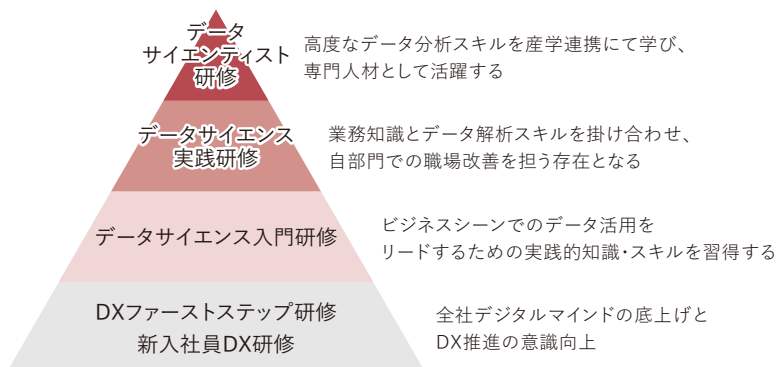 データ
サイエンティスト
研修
高度なデータ分析スキルを産学連携にて学び、
専門人材として活躍する
データサイエンス
実践研修
業務知識とデータ解析スキルを掛け合わせ、
自部門での職場改善を担う存在となる
データサイエンス入門研修
ビジネスシーンでのデータ活用を
リードするための実践的知識・スキルを習得する
DXファーストステップ研修
新入社員DX研修
全社デジタルマインドの底上げと
DX推進の意識向上